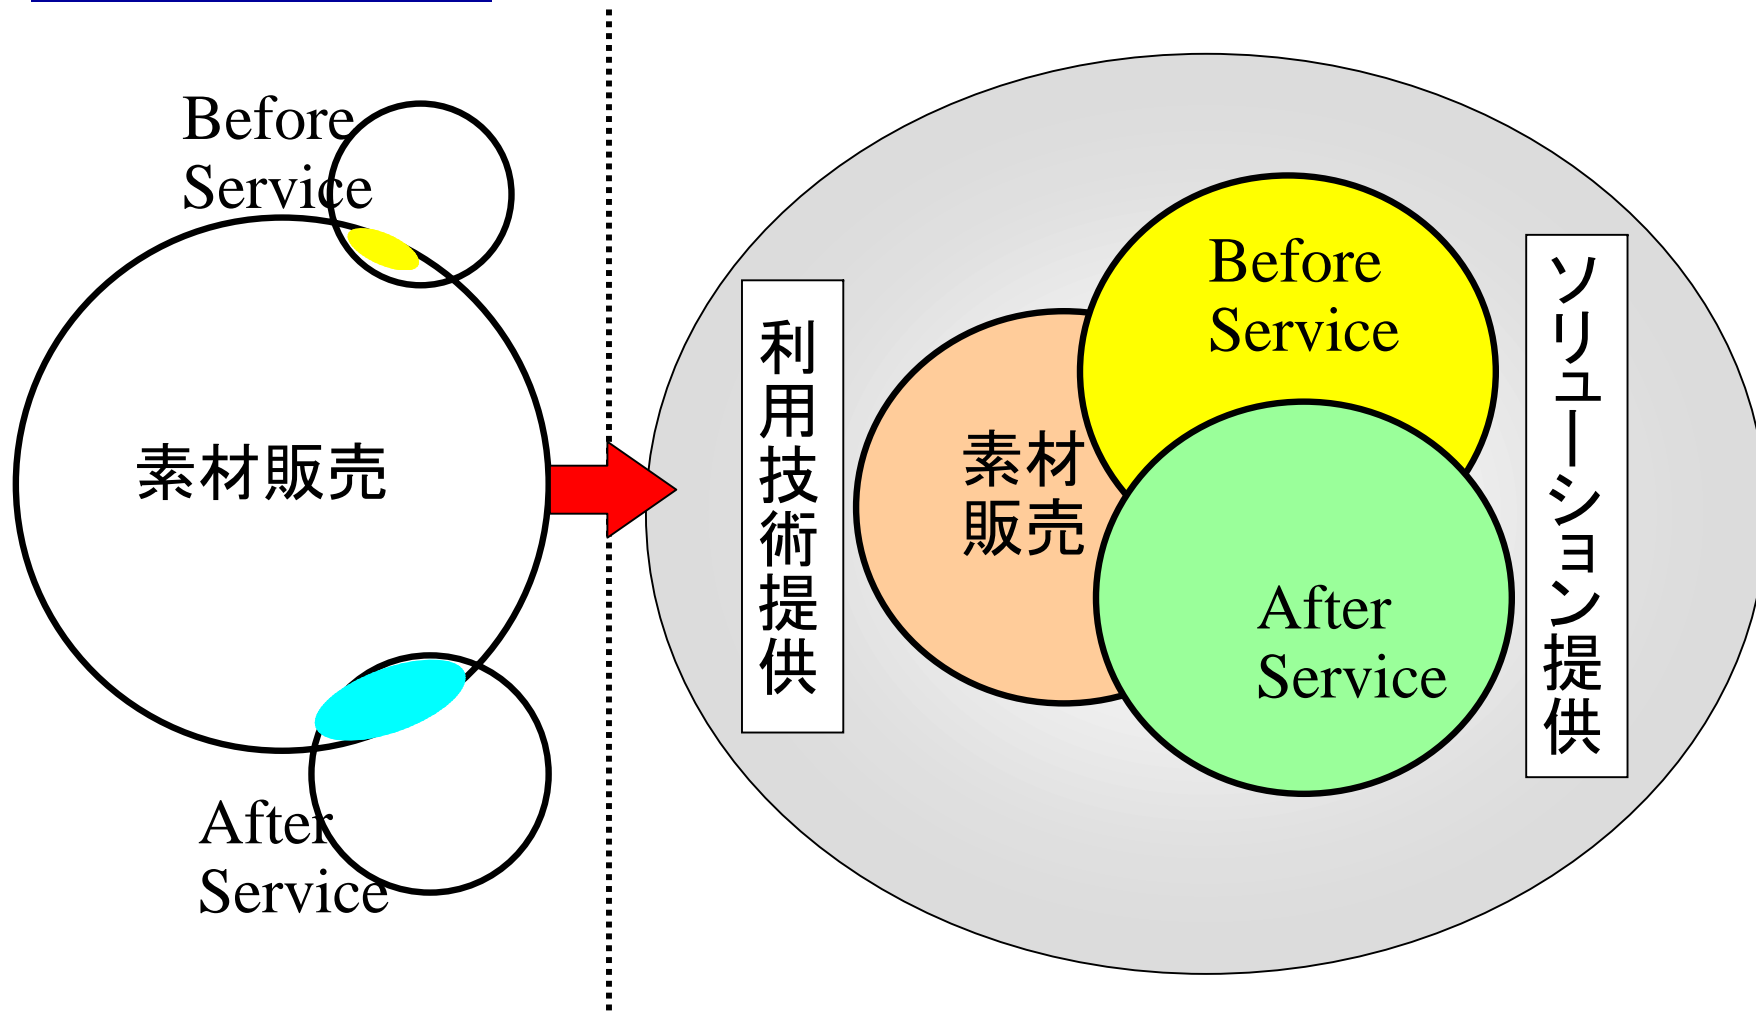 Before
Service
素材販売
After
Service
利用技術提供
素材
販売
Before
Service
After
Service
ソリューション提供